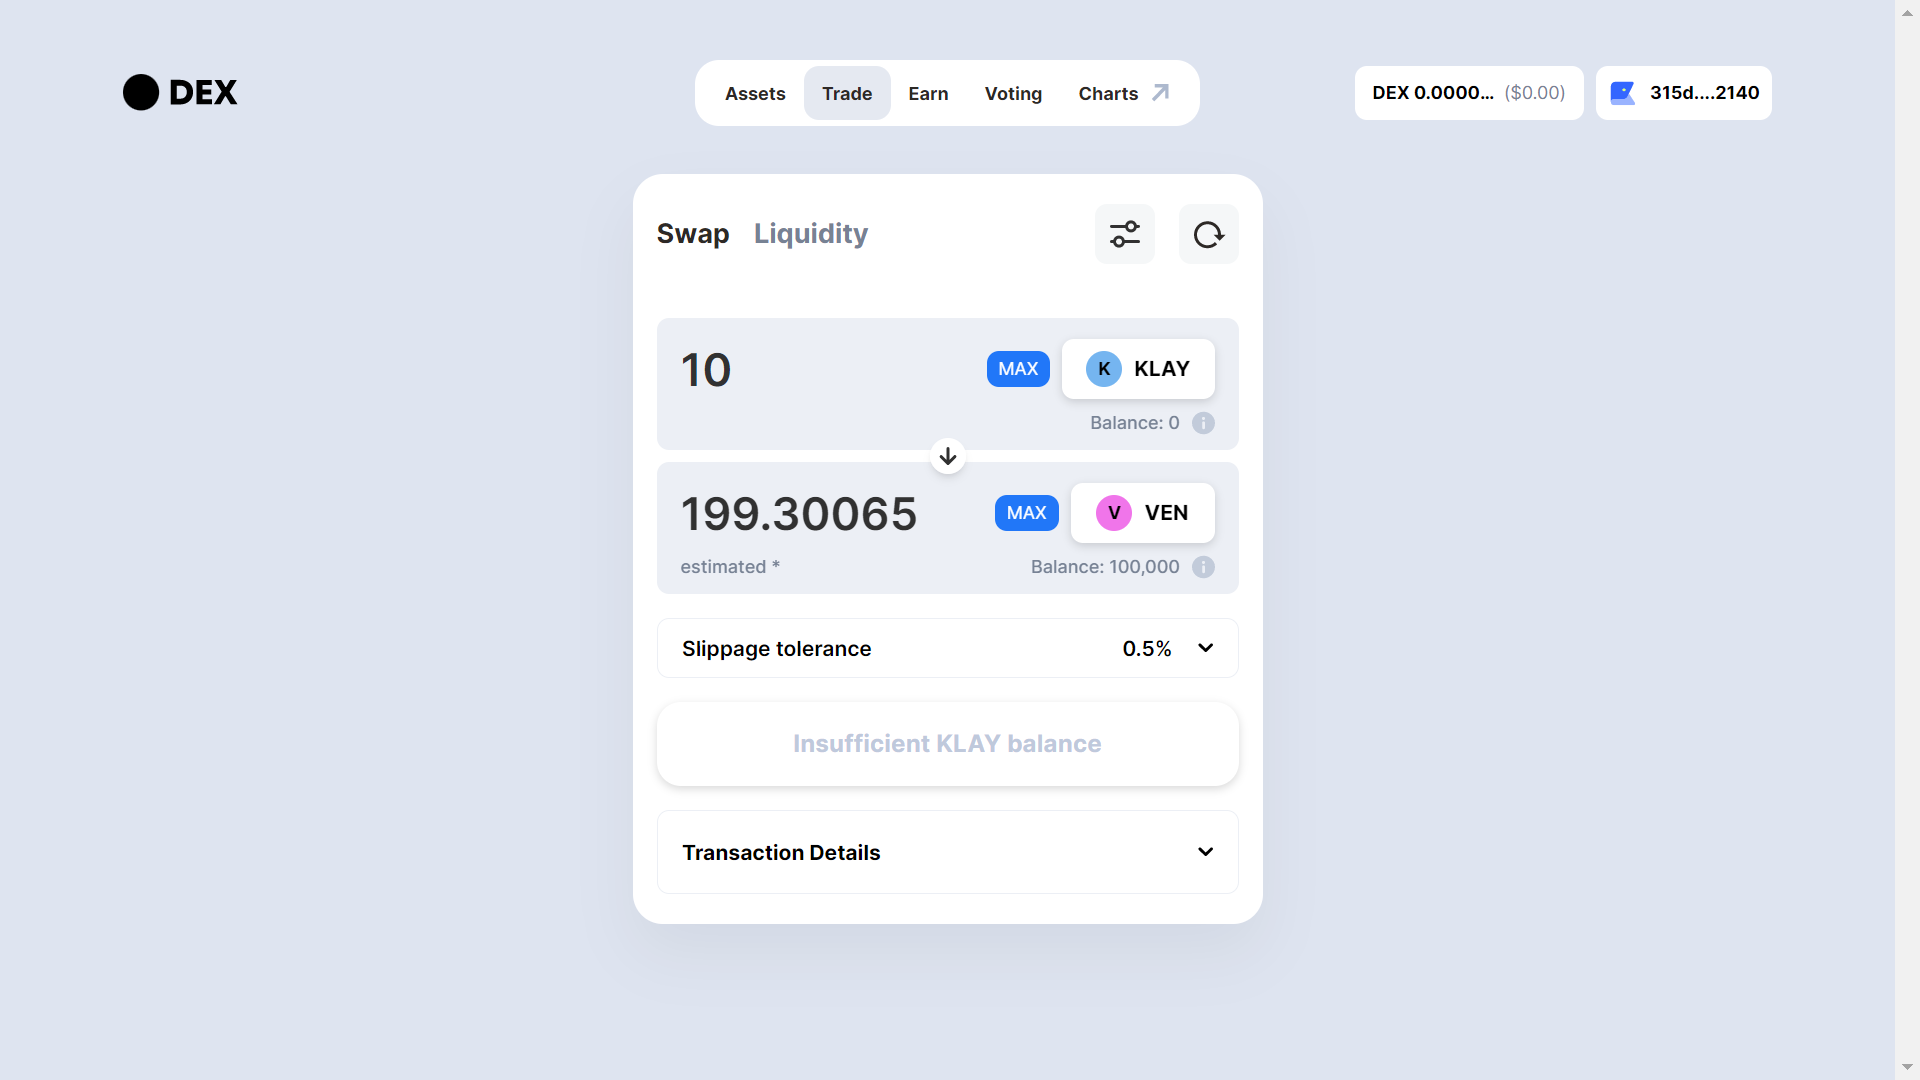 DEX
Assets Trade Earn Voting Charts
DEX 0.0000... ($0.00) 315d....2140
Swap Liquidity
10 MAX K KLAY
Balance: 0
199.30065 MAX V VEN
estimated * Balance: 100,000
Slippage tolerance 0.5%
Insufficient KLAY balance
Transaction Details